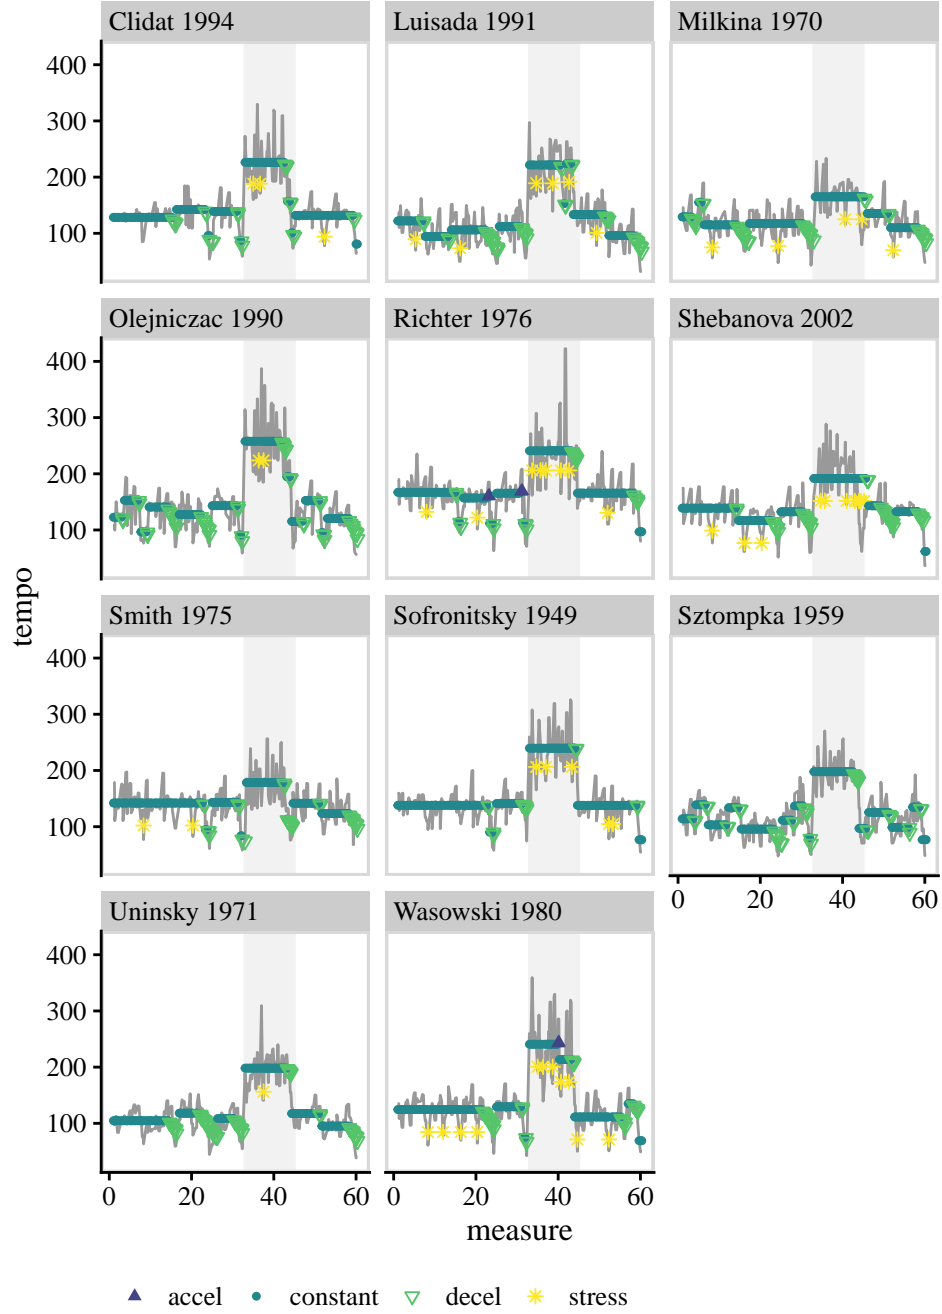 Clidat 1994
Luisada 1991
Milkina 1970
400
300
200
100
Olejniczac 1990
Richter 1976
Shebanova 2002
400
300
200
100
tempo
Smith 1975
Sofronitsky 1949
Sztompka 1959
400
300
200
100
0 20 40 60
Uninsky 1971
Wasowski 1980
400
300
200
100
0 20 40 60
0 20 40 60
measure
accel constant decel stress